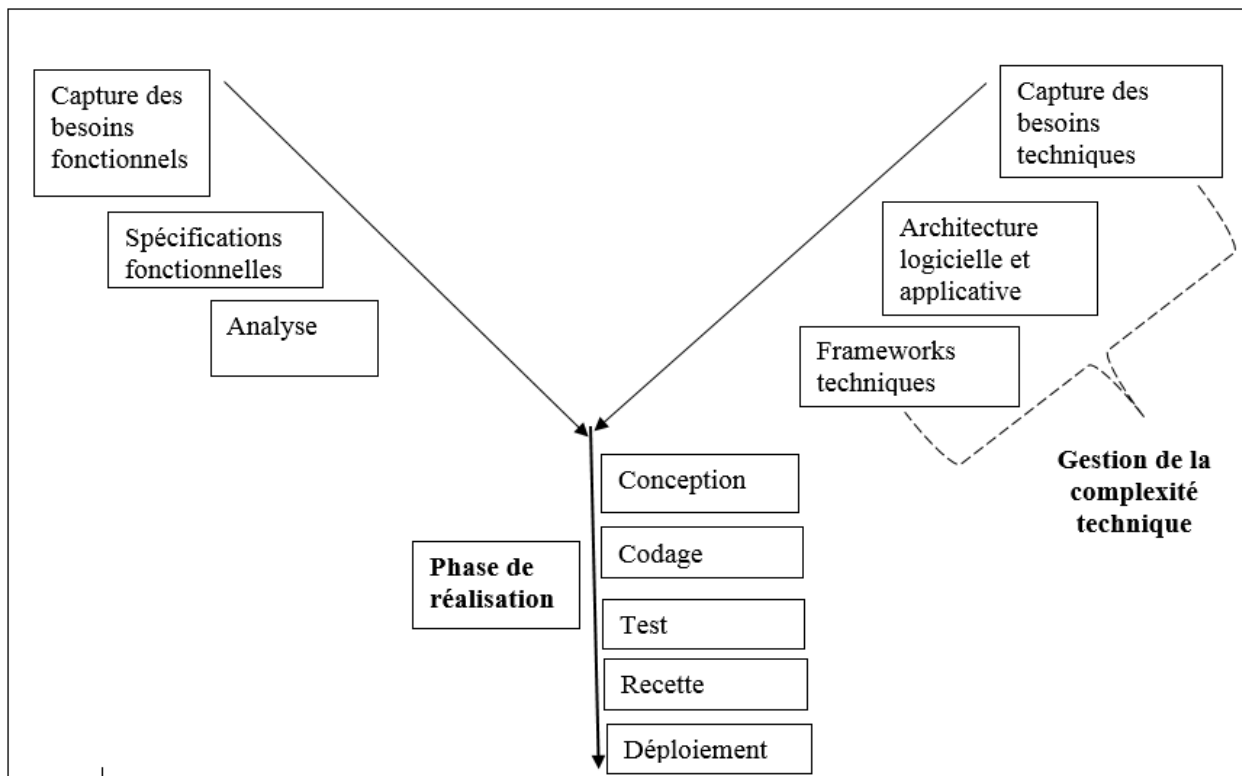 Capture des
besoins
fonctionnels
Spécifications
fonctionnelles
Analyse
Capture des
besoins
techniques
Architecture
logicielle et
applicative
Frameworks
techniques
Gestion de la
complexité
technique
Phase de
réalisation
Conception
Codage
Test
Recette
Déploiement